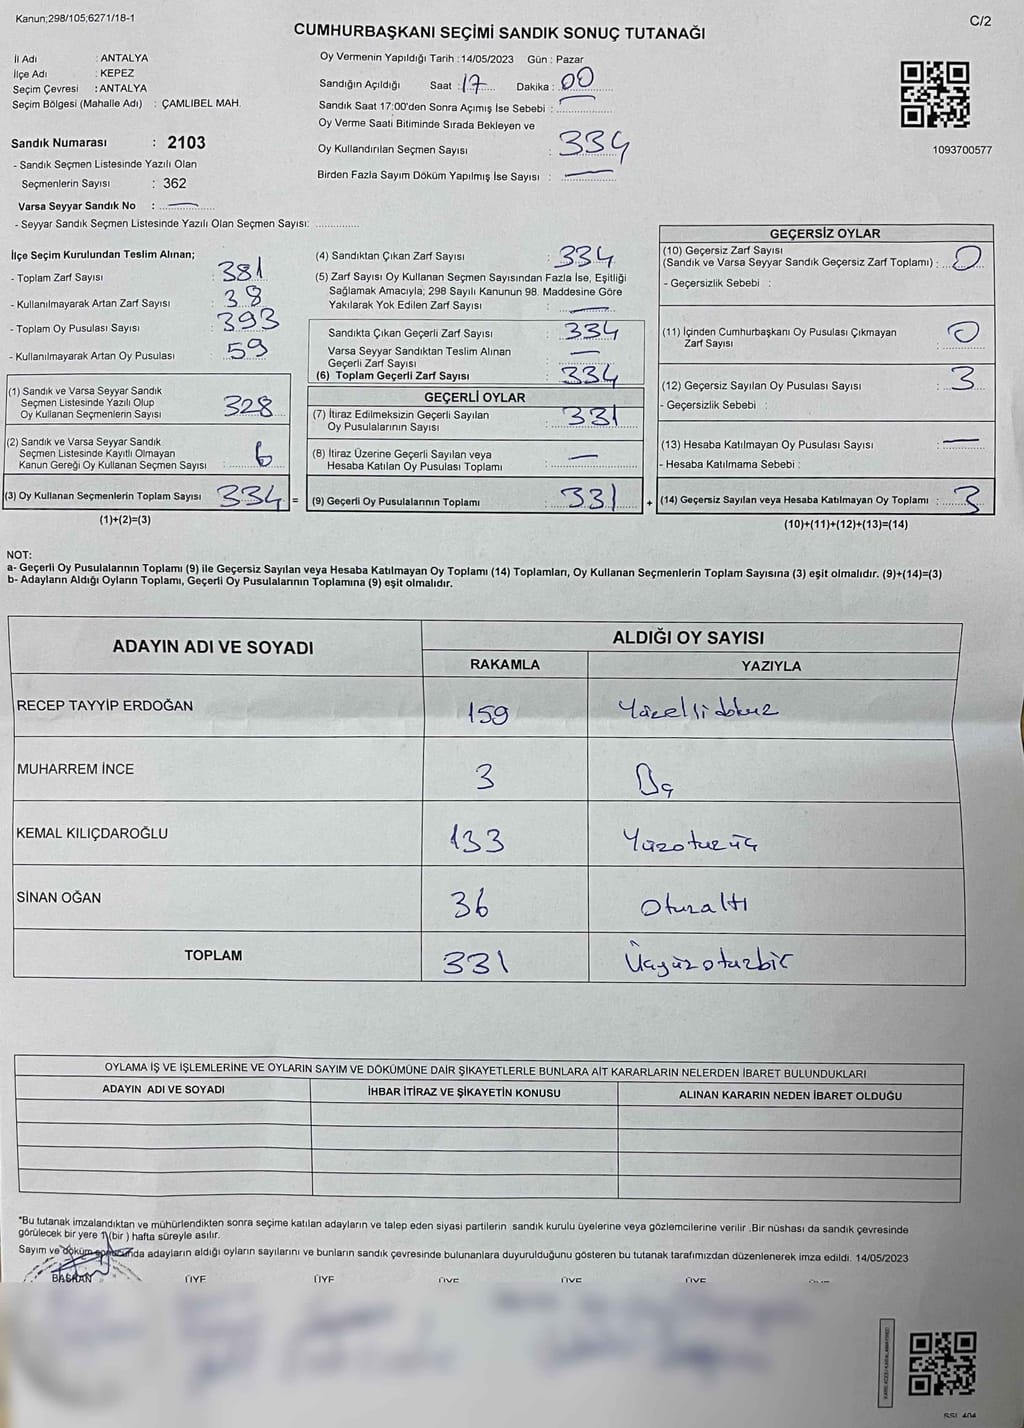 Kanun;298/105;6271/18-1
C/2
CUMHURBAŞKANI SEÇİMİ SANDIK SONUÇ TUTANAĞI
İl Adı : ANTALYA
İlçe Adı : KEPEZ
Seçim Çevresi : ANTALYA
Seçim Bölgesi (Mahalle Adı) : ÇAMLIBEL MAH.
Sandık Numarası : 2103
- Sandık Seçmen Listesinde Yazılı Olan
Seçmenlerin Sayısı : 362
Varsa Seyyar Sandık No : —
- Seyyar Sandık Seçmen Listesinde Yazılı Olan Seçmen Sayısı: ..............
Oy Vermenin Yapıldığı Tarih : 14/05/2023 Gün : Pazar
Sandığın Açıldığı Saat : 17 Dakika : 00
Sandık Saat 17:00'den Sonra Açımış İse Sebebi : —
Oy Verme Saati Bitiminde Sırada Bekleyen ve
Oy Kullandırılan Seçmen Sayısı : 334
Birden Fazla Sayım Döküm Yapılmış İse Sayısı : —
1093700577
İlçe Seçim Kurulundan Teslim Alınan;
- Toplam Zarf Sayısı : 381
- Kullanılmayarak Artan Zarf Sayısı : 38
- Toplam Oy Pusulası Sayısı : 393
- Kullanılmayarak Artan Oy Pusulası : 59
(1) Sandık ve Varsa Seyyar Sandık
Seçmen Listesinde Yazılı Olup
Oy Kullanan Seçmenlerin Sayısı : 328
(2) Sandık ve Varsa Seyyar Sandık
Seçmen Listesinde Kayıtlı Olmayan
Kanun Gereği Oy Kullanan Seçmen Sayısı : 6
(3) Oy Kullanan Seçmenlerin Toplam Sayısı : 334 =
(1)+(2)=(3)
(4) Sandıktan Çıkan Zarf Sayısı : 334
(5) Zarf Sayısı Oy Kullanan Seçmen Sayısından Fazla İse, Eşitliği
Sağlamak Amacıyla; 298 Sayılı Kanunun 98. Maddesine Göre
Yakılarak Yok Edilen Zarf Sayısı : —
Sandıkta Çıkan Geçerli Zarf Sayısı : 334
Varsa Seyyar Sandıktan Teslim Alınan
Geçerli Zarf Sayısı : —
(6) Toplam Geçerli Zarf Sayısı : 334
GEÇERLİ OYLAR
(7) İtiraz Edilmeksizin Geçerli Sayılan
Oy Pusulalarının Sayısı : 331
(8) İtiraz Üzerine Geçerli Sayılan veya
Hesaba Katılan Oy Pusulası Toplamı : —
(9) Geçerli Oy Pusulalarının Toplamı : 331 +
GEÇERSİZ OYLAR
(10) Geçersiz Zarf Sayısı
(Sandık ve Varsa Seyyar Sandık Geçersiz Zarf Toplamı) : 0
- Geçersizlik Sebebi :
(11) İçinden Cumhurbaşkanı Oy Pusulası Çıkmayan
Zarf Sayısı : 0
(12) Geçersiz Sayılan Oy Pusulası Sayısı : 3
- Geçersizlik Sebebi :
(13) Hesaba Katılmayan Oy Pusulası Sayısı : —
- Hesaba Katılmama Sebebi :
(14) Geçersiz Sayılan veya Hesaba Katılmayan Oy Toplamı : 3
(10)+(11)+(12)+(13)=(14)
NOT:
a- Geçerli Oy Pusulalarının Toplamı (9) ile Geçersiz Sayılan veya Hesaba Katılmayan Oy Toplamı (14) Toplamları, Oy Kullanan Seçmenlerin Toplam Sayısına (3) eşit olmalıdır. (9)+(14)=(3)
b- Adayların Aldığı Oyların Toplamı, Geçerli Oy Pusulalarının Toplamına (9) eşit olmalıdır.
ADAYIN ADI VE SOYADI
ALDIĞI OY SAYISI
RAKAMLA YAZIYLA
RECEP TAYYİP ERDOĞAN 159 Yüzellidokuz
MUHARREM İNCE 3 Üç
KEMAL KILIÇDAROĞLU 133 Yüzotuzüç
SİNAN OĞAN 36 Otuzaltı
TOPLAM 331 Üçyüzotuzbir
OYLAMA İŞ VE İŞLEMLERİNE VE OYLARIN SAYIM VE DÖKÜMÜNE DAİR ŞİKAYETLERLE BUNLARA AİT KARARLARIN NELERDEN İBARET BULUNDUKLARI
ADAYIN ADI VE SOYADI İHBAR İTİRAZ VE ŞİKAYETİN KONUSU ALINAN KARARIN NEDEN İBARET OLDUĞU
*Bu tutanak imzalandıktan ve mühürlendikten sonra seçime katılan adayların ve talep eden siyasi partilerin sandık kurulu üyelerine veya gözlemcilerine verilir .Bir nüshası da sandık çevresinde
görülecek bir yere 1 (bir ) hafta süreyle asılır.
Sayım ve döküm sonucunda adayların aldığı oyların sayılarını ve bunların sandık çevresinde bulunanlara duyurulduğunu gösteren bu tutanak tarafımızdan düzenlenerek imza edildi. 14/05/2023
BAŞKAN ÜYE ÜYE ÜYE ÜYE ÜYE